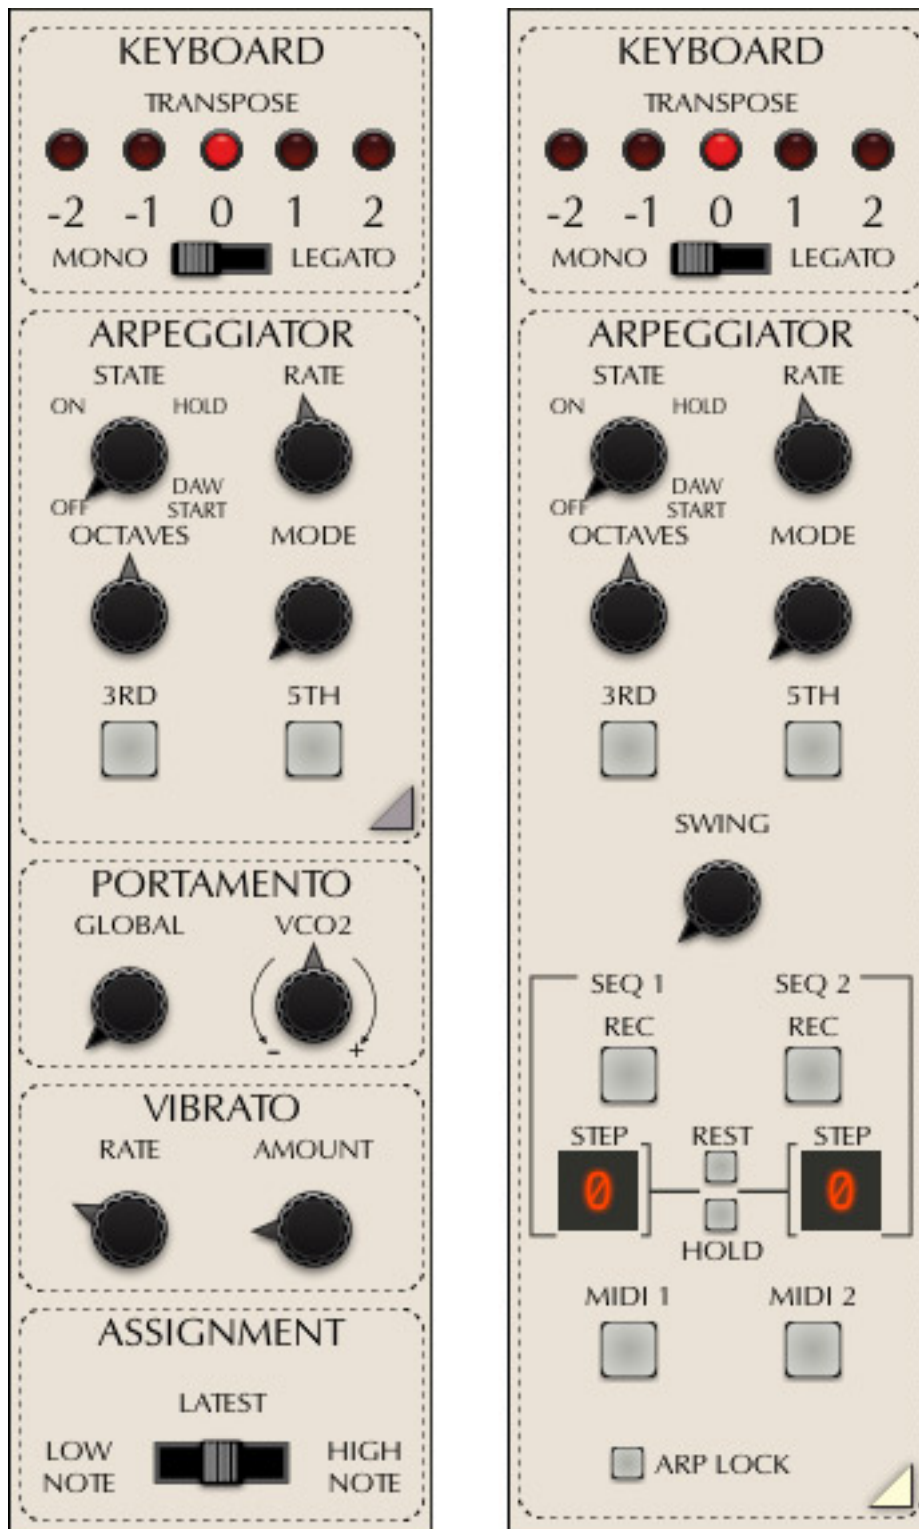 KEYBOARD
TRANSPOSE
-2 -1 0 1 2
MONO LEGATO
ARPEGGIATOR
STATE RATE
ON HOLD
OFF DAW START
OCTAVES MODE
3RD 5TH
PORTAMENTO
GLOBAL VCO2
- +
VIBRATO
RATE AMOUNT
ASSIGNMENT
LATEST
LOW NOTE HIGH NOTE
KEYBOARD
TRANSPOSE
-2 -1 0 1 2
MONO LEGATO
ARPEGGIATOR
STATE RATE
ON HOLD
OFF DAW START
OCTAVES MODE
3RD 5TH
SWING
SEQ 1 SEQ 2
REC REC
STEP REST STEP
0 0
HOLD
MIDI 1 MIDI 2
ARP LOCK